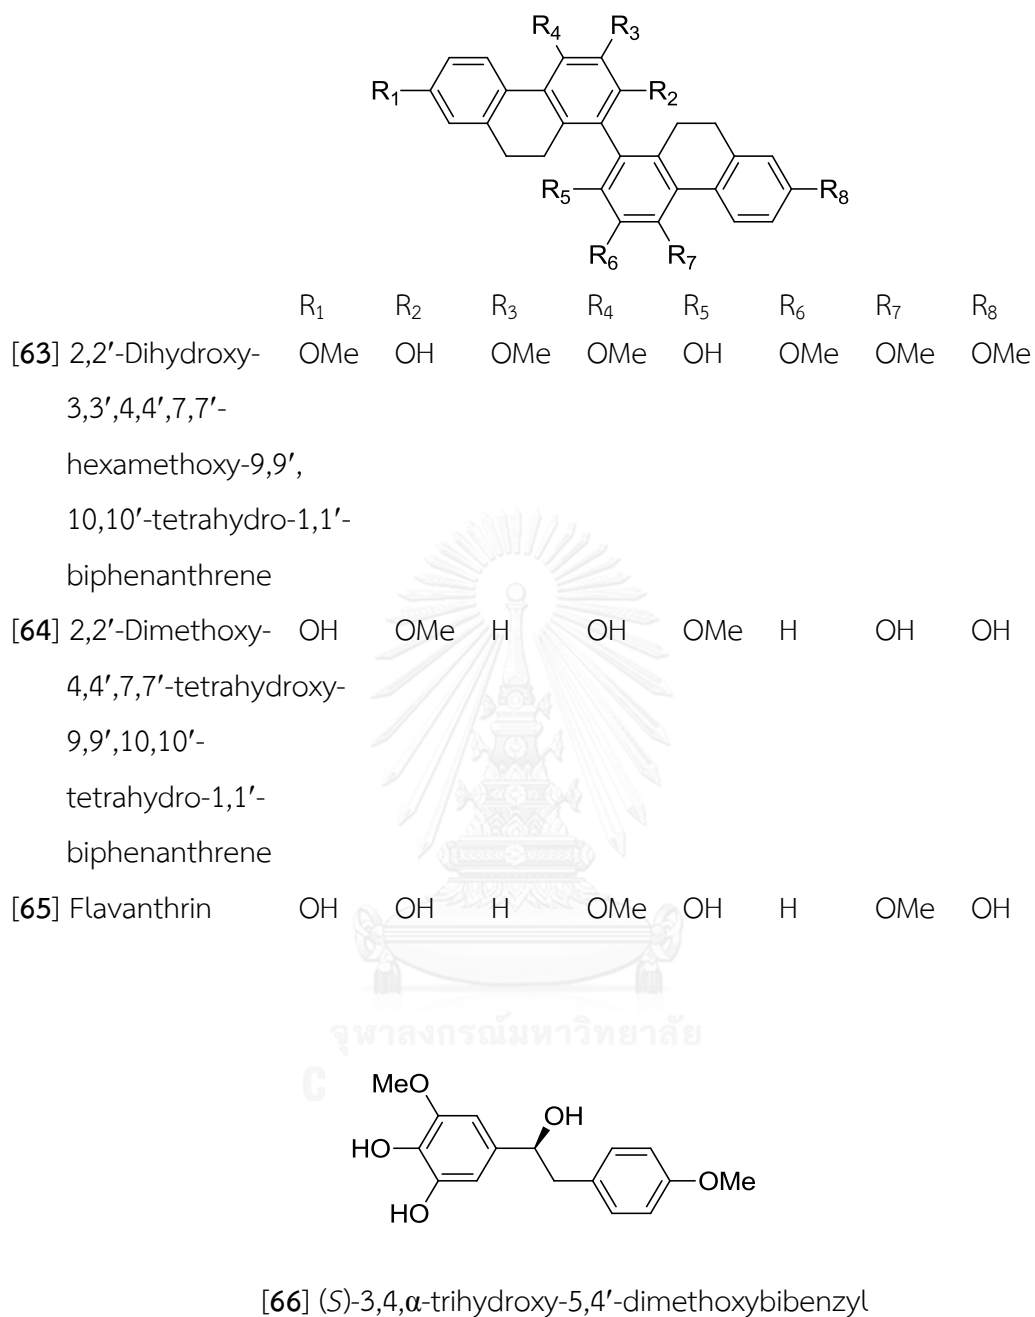 R4 R3
R1 R2
R5 R8
R6 R7
R1 R2 R3 R4 R5 R6 R7 R8
[63] 2,2′-Dihydroxy- OMe OH OMe OMe OH OMe OMe OMe
3,3′,4,4′,7,7′-
hexamethoxy-9,9′,
10,10′-tetrahydro-1,1′-
biphenanthrene
[64] 2,2′-Dimethoxy- OH OMe H OH OMe H OH OH
4,4′,7,7′-tetrahydroxy-
9,9′,10,10′-
tetrahydro-1,1′-
biphenanthrene
[65] Flavanthrin OH OH H OMe OH H OMe OH
จุฬาลงกรณ์มหาวิทยาลัย
C
MeO
OH
HO
OMe
HO
[66] (S)-3,4,α-trihydroxy-5,4′-dimethoxybibenzyl